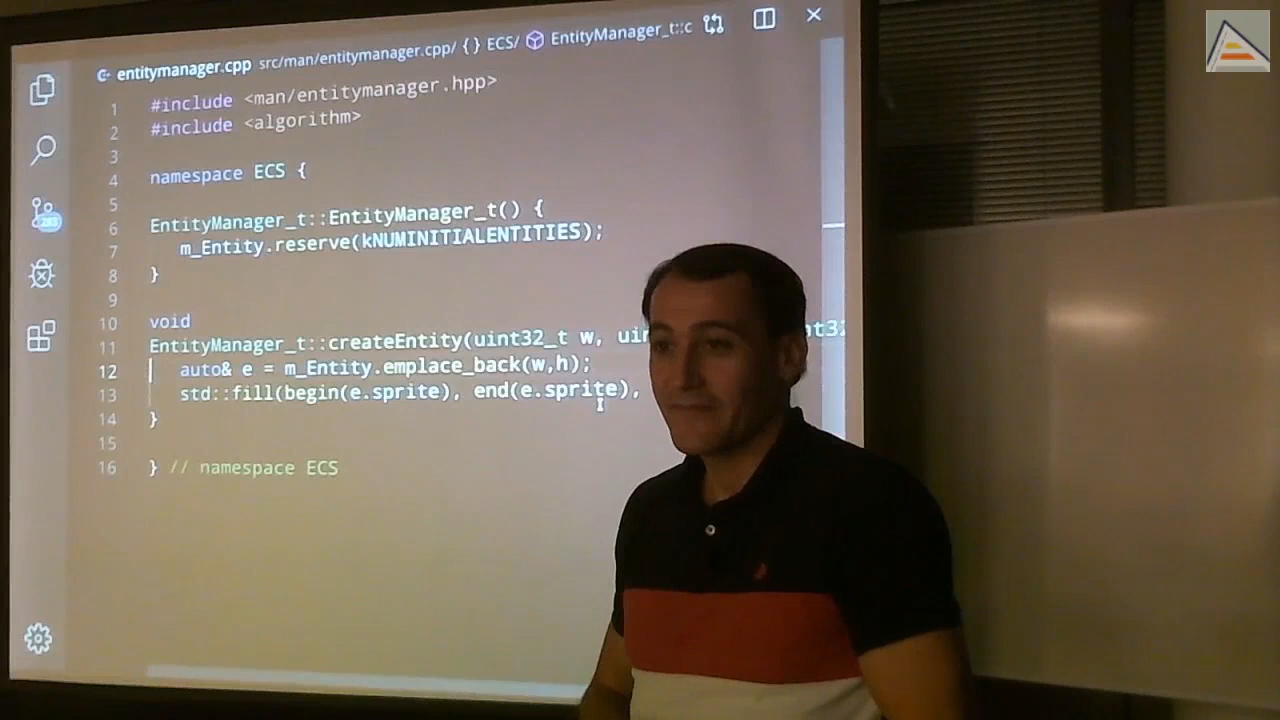 entitymanager.cpp src/man/entitymanager.cpp/ { } ECS/ EntityManager_t::c
1 #include <man/entitymanager.hpp>
2 #include <algorithm>
3
4 namespace ECS {
5
6 EntityManager_t::EntityManager_t() {
7 m_Entity.reserve(kNUMINITIALENTITIES);
8 }
9
10 void
11 EntityManager_t::createEntity(uint32_t w, uin nt32
12 auto& e = m_Entity.emplace_back(w,h);
13 std::fill(begin(e.sprite), end(e.sprite),
14 }
15
16 } // namespace ECS